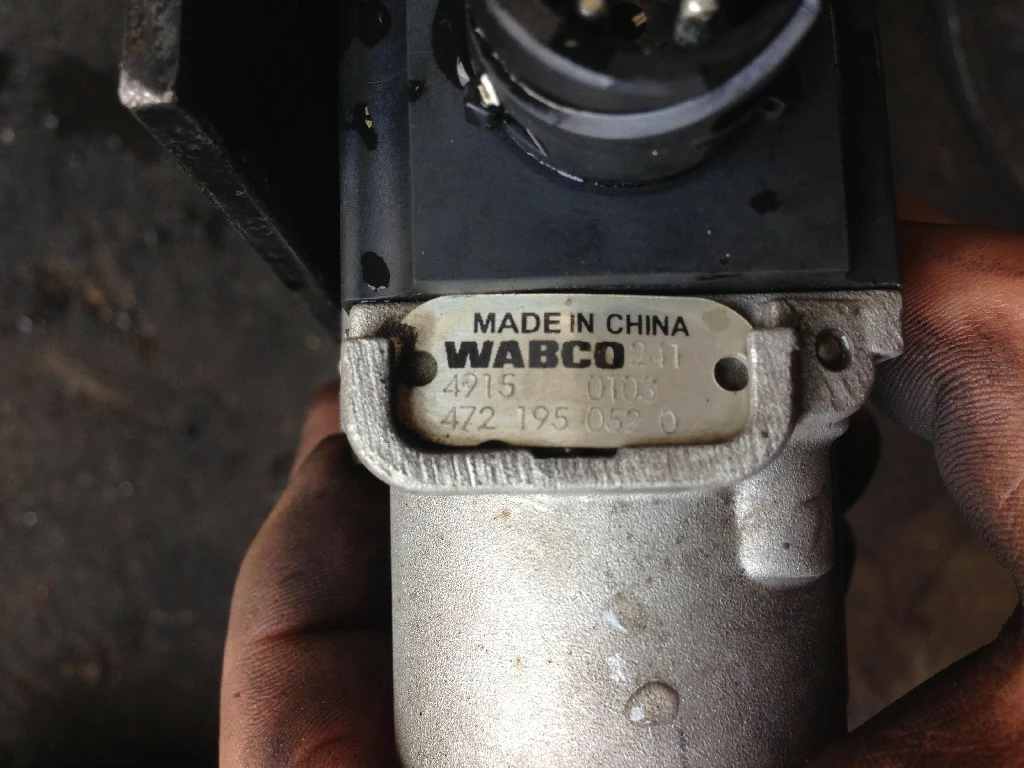 MADE IN CHINA
WABCO 241
4915 0103
472 195 052 0